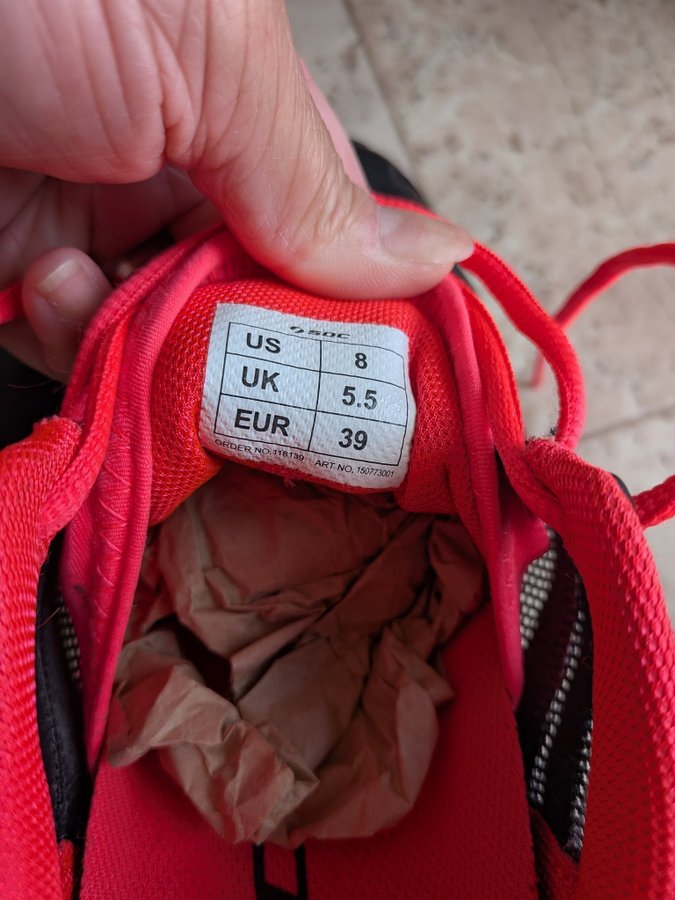 SOC
US 8
UK 5.5
EUR 39
ORDER NO. 118139 ART NO. 150773001